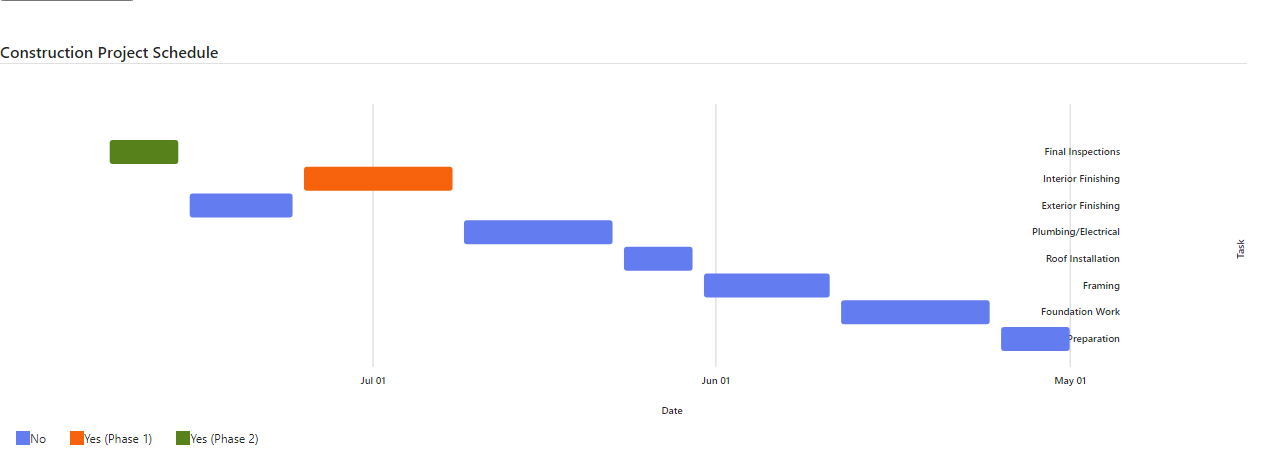 Construction Project Schedule
Final Inspections
Interior Finishing
Exterior Finishing
Plumbing/Electrical
Roof Installation
Framing
Foundation Work
Preparation
Task
Jul 01
Jun 01
May 01
Date
No
Yes (Phase 1)
Yes (Phase 2)